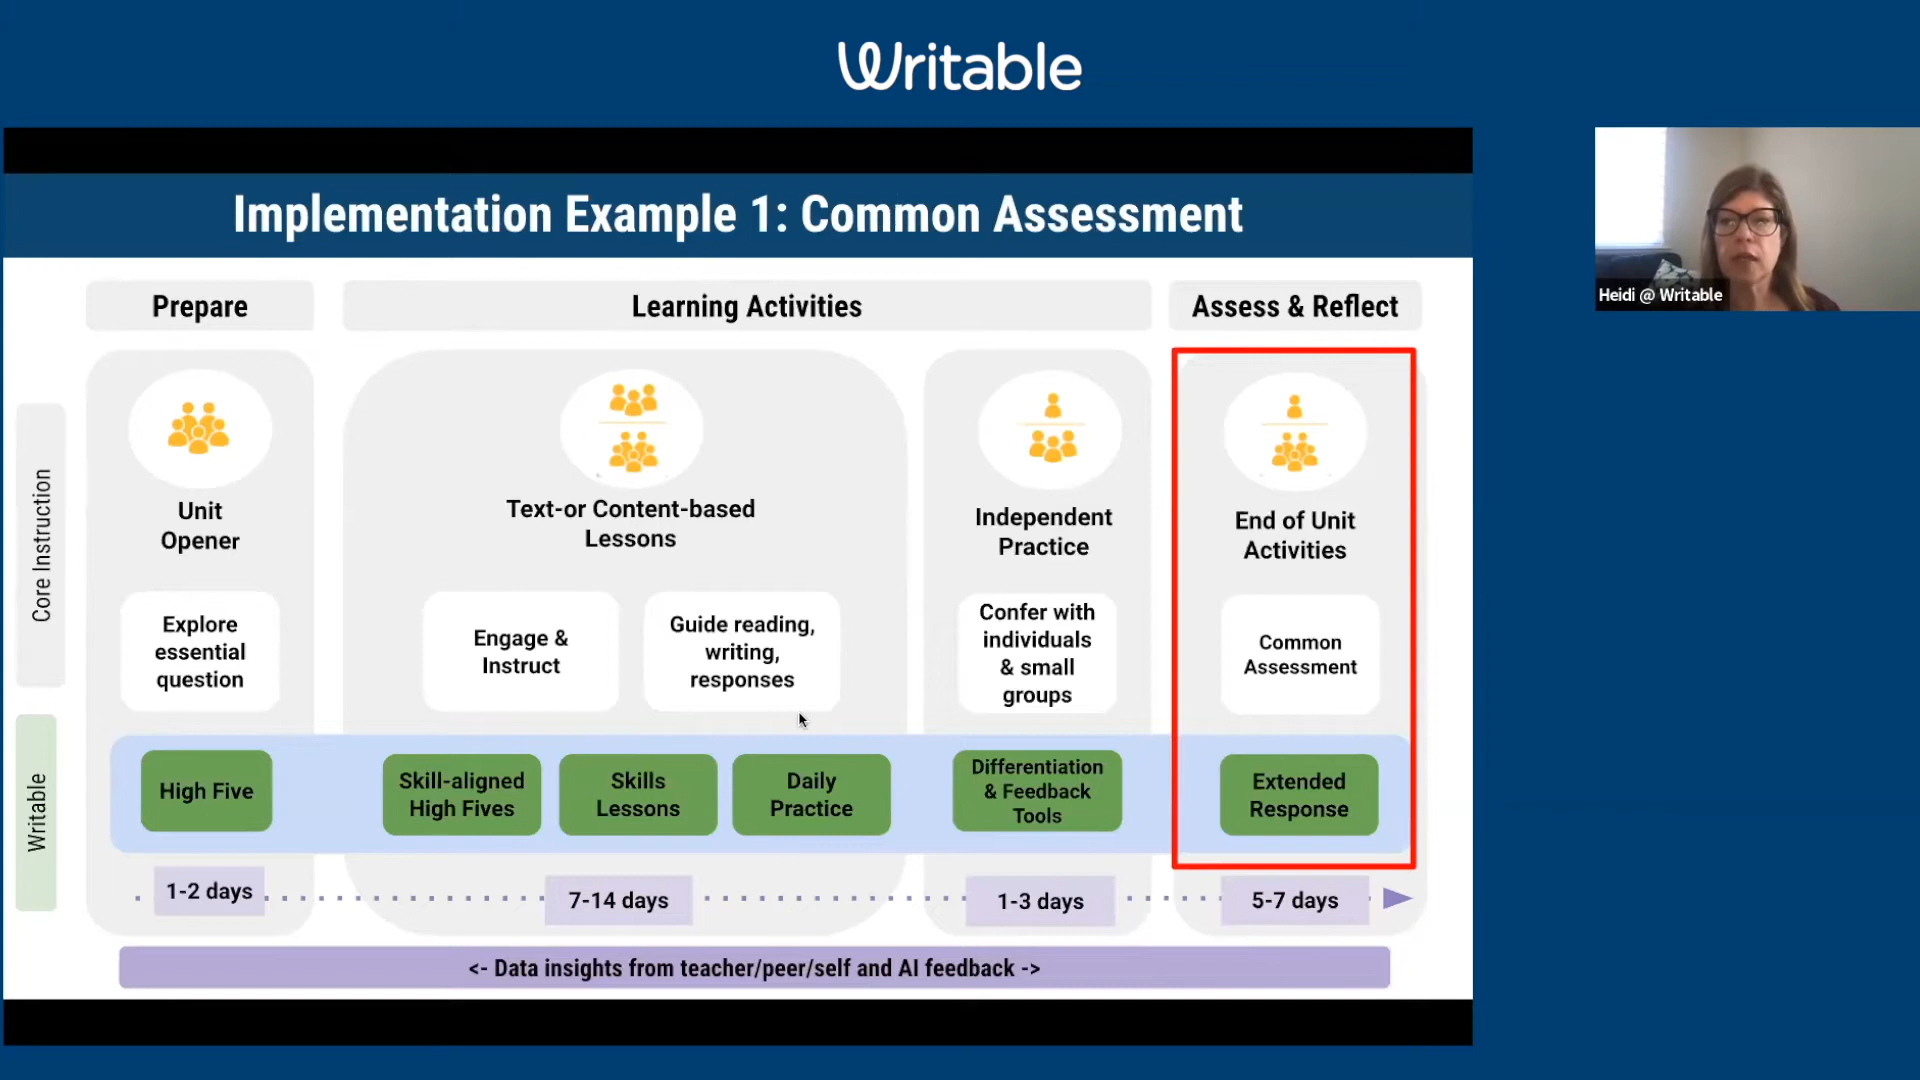 Writable
Implementation Example 1: Common Assessment
Prepare
Learning Activities
Assess & Reflect
Core Instruction
Unit
Opener
Text-or Content-based
Lessons
Independent
Practice
End of Unit
Activities
Explore
essential
question
Engage &
Instruct
Guide reading,
writing,
responses
Confer with
individuals
& small
groups
Common
Assessment
Writable
High Five
Skill-aligned
High Fives
Skills
Lessons
Daily
Practice
Differentiation
& Feedback
Tools
Extended
Response
1-2 days
7-14 days
1-3 days
5-7 days
<- Data insights from teacher/peer/self and AI feedback ->
Heidi @ Writable